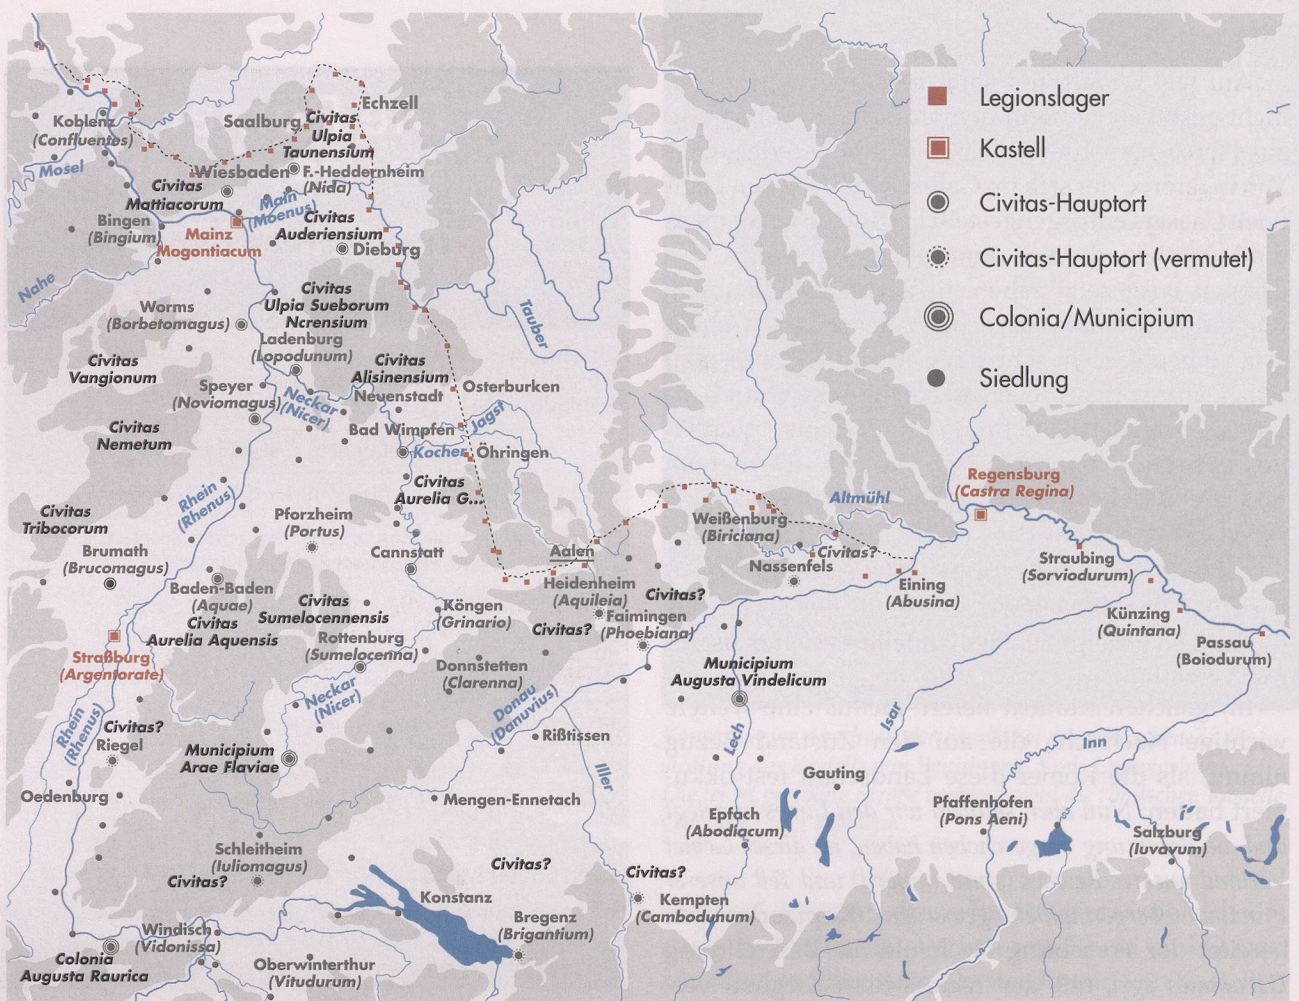 Legionslager
Kastell
Civitas-Hauptort
Civitas-Hauptort (vermutet)
Colonia/Municipium
Siedlung
Echzell
Saalburg
Civitas
Ulpia
Taunensium
Koblenz
(Confluentes)
Mosel
Wiesbaden
F.-Heddernheim
(Nida)
Civitas
Mattiacorum
Main
(Moenus)
Bingen
(Bingium)
Mainz
Mogontiacum
Civitas
Auderiensium
Dieburg
Nahe
Worms
(Borbetomagus)
Civitas
Ulpia Sueborum
Ncrensium
Ladenburg
(Lopodunum)
Tauber
Civitas
Vangionum
Civitas
Alisinensium
Speyer
(Noviomagus)
Neckar
(Nicer)
Neuenstadt
Osterburken
Civitas
Nemetum
Bad Wimpfen
Jagst
Kocher
Öhringen
Civitas
Aurelia G...
Rhein
(Rhenus)
Civitas
Tribocorum
Pforzheim
(Portus)
Brumath
(Brucomagus)
Cannstatt
Aalen
Weißenburg
(Biriciana)
Altmühl
Regensburg
(Castra Regina)
Civitas?
Nassenfels
Straubing
(Sorviodurum)
Baden-Baden
(Aquae)
Civitas
Aurelia Aquensis
Civitas
Sumelocennensis
Heidenheim
(Aquileia)
Civitas?
Eining
(Abusina)
Köngen
(Grinario)
Faimingen
(Phoebiana)
Civitas?
Künzing
(Quintana)
Passau
(Boiodurum)
Rottenburg
(Sumelocenna)
Straßburg
(Argentorate)
Donnstetten
(Clarenna)
Municipium
Augusta Vindelicum
Neckar
(Nicer)
Donau
(Danuvius)
Rhein
(Rhenus)
Civitas?
Riegel
Municipium
Arae Flaviae
Rißtissen
Lech
Isar
Inn
Iller
Gauting
Oedenburg
Mengen-Ennetach
Epfach
(Abodiacum)
Pfaffenhofen
(Pons Aeni)
Salzburg
(Iuvavum)
Schleitheim
(Iuliomagus)
Civitas?
Civitas?
Civitas?
Konstanz
Kempten
(Cambodunum)
Bregenz
(Brigantium)
Windisch
(Vidonissa)
Colonia
Augusta Raurica
Oberwinterthur
(Vitudurum)